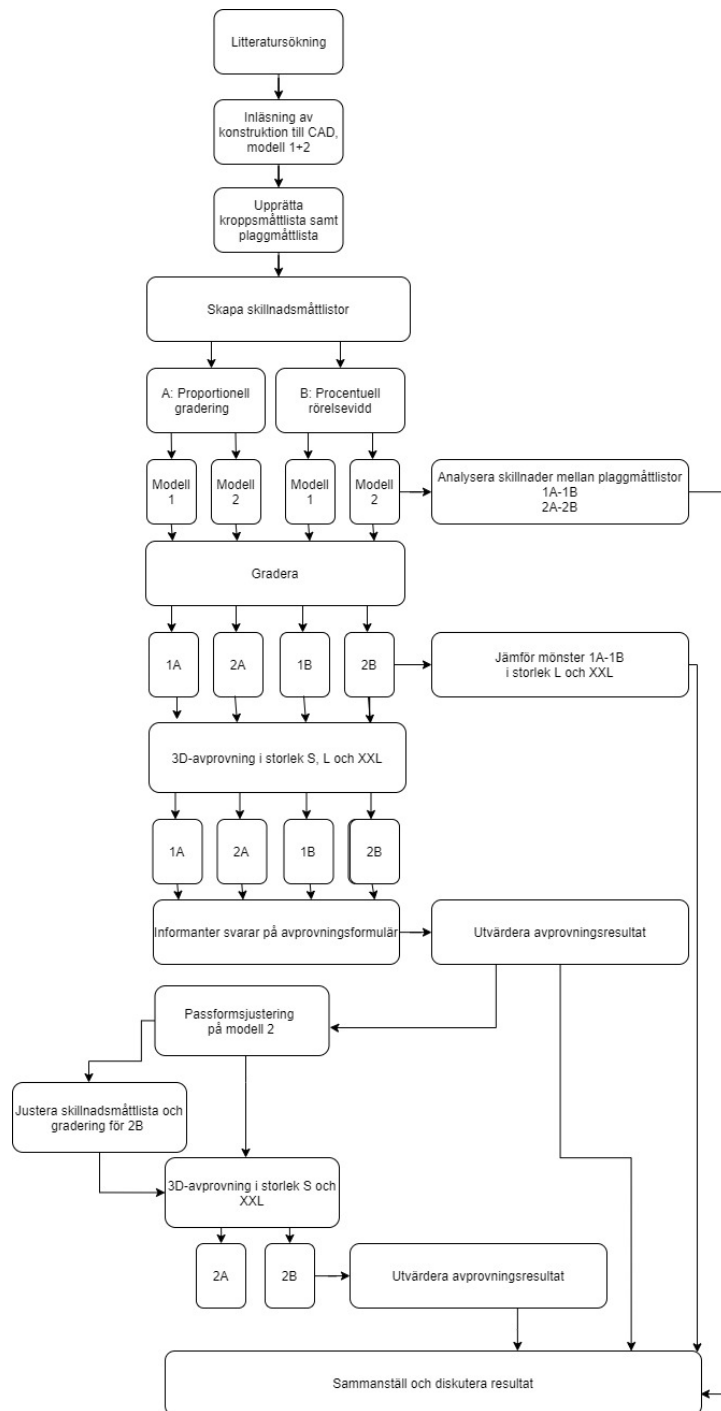 Litteratursökning
Inläsning av
konstruktion till CAD,
modell 1+2
Upprätta
kroppsmåttlista samt
plaggmåttlista
Skapa skillnadsmåttlistor
A: Proportionell
gradering
B: Procentuell
rörelsevidd
Modell
1
Modell
2
Modell
1
Modell
2
Analysera skillnader mellan plaggmåttlistor
1A-1B
2A-2B
Gradera
1A
2A
1B
2B
Jämför mönster 1A-1B
i storlek L och XXL
3D-avprovning i storlek S, L och XXL
1A
2A
1B
2B
Informanter svarar på avprovningsformulär
Utvärdera avprovningsresultat
Passformsjustering
på modell 2
Justera skillnadsmåttlista och
gradering för 2B
3D-avprovning i storlek S och
XXL
2A
2B
Utvärdera avprovningsresultat
Sammanställ och diskutera resultat